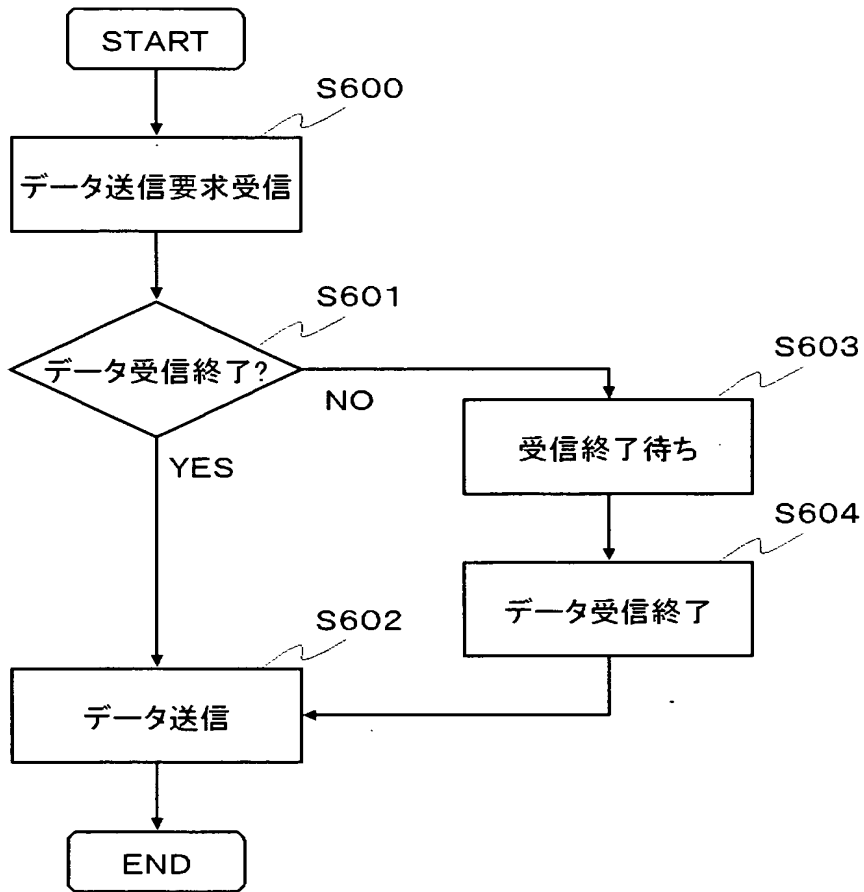 START
S600
データ送信要求受信
S601
データ受信終了?
NO
YES
S603
受信終了待ち
S604
データ受信終了
S602
データ送信
END